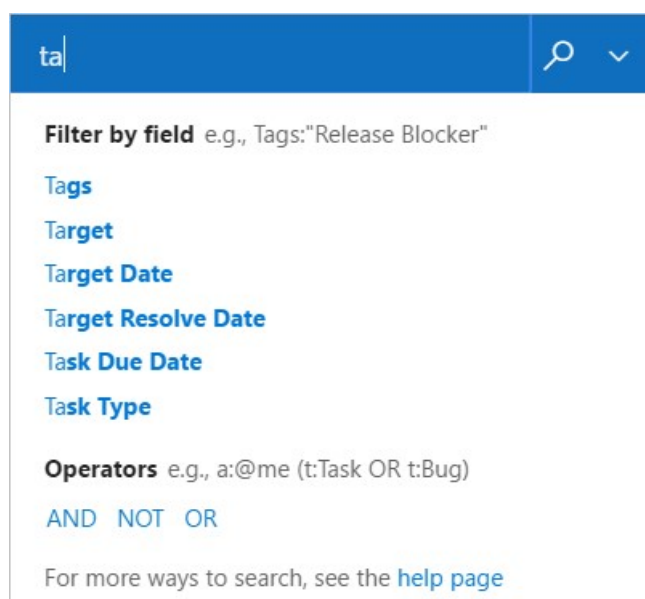 ta
Filter by field e.g., Tags:"Release Blocker"
Tags
Target
Target Date
Target Resolve Date
Task Due Date
Task Type
Operators e.g., a:@me (t:Task OR t:Bug)
AND NOT OR
For more ways to search, see the help page